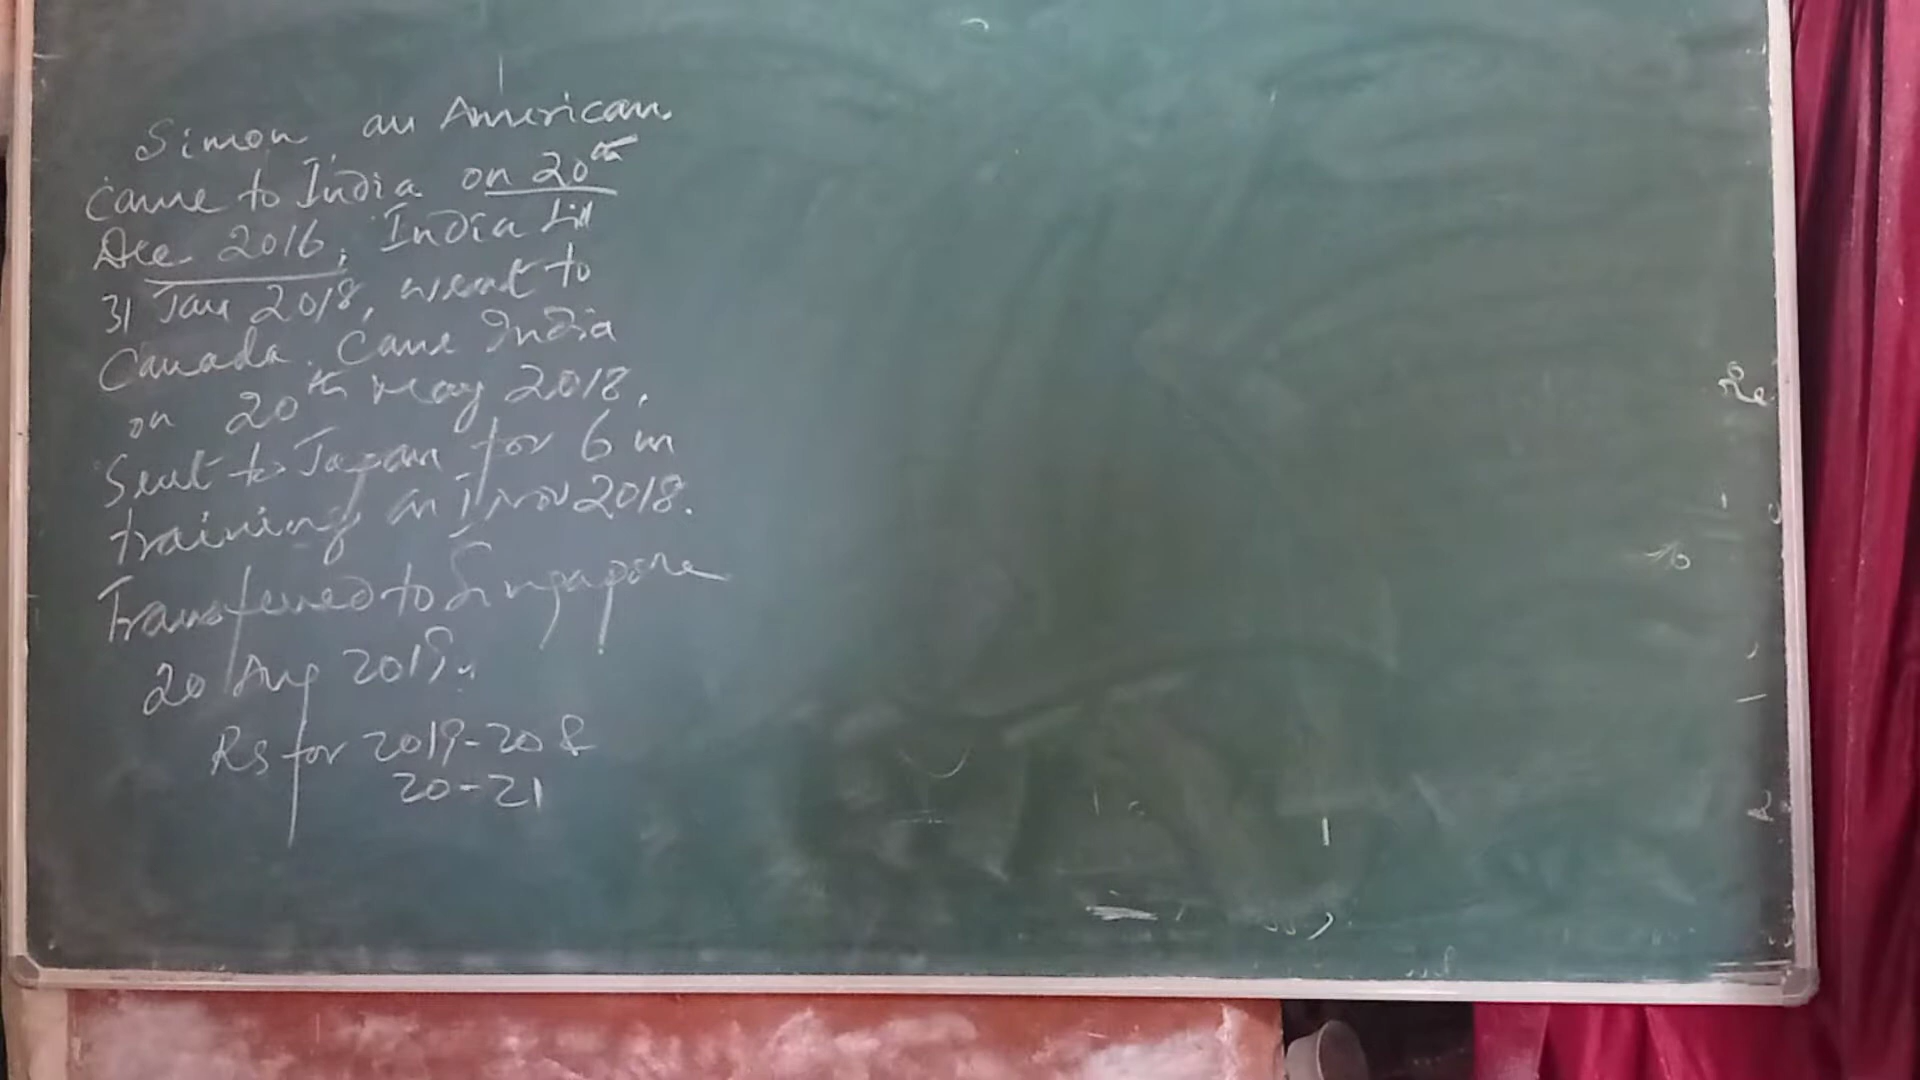 Simon an American
came to India on 20th
Dec 2016, India till
31 Jan 2018, went to
Canada. Came India
on 20th May 2018.
Sent to Japan for 6 m
training on 1 Nov 2018.
Transferred to Singapore
20 Aug 2019.
RS for 2019-20 &
20-21